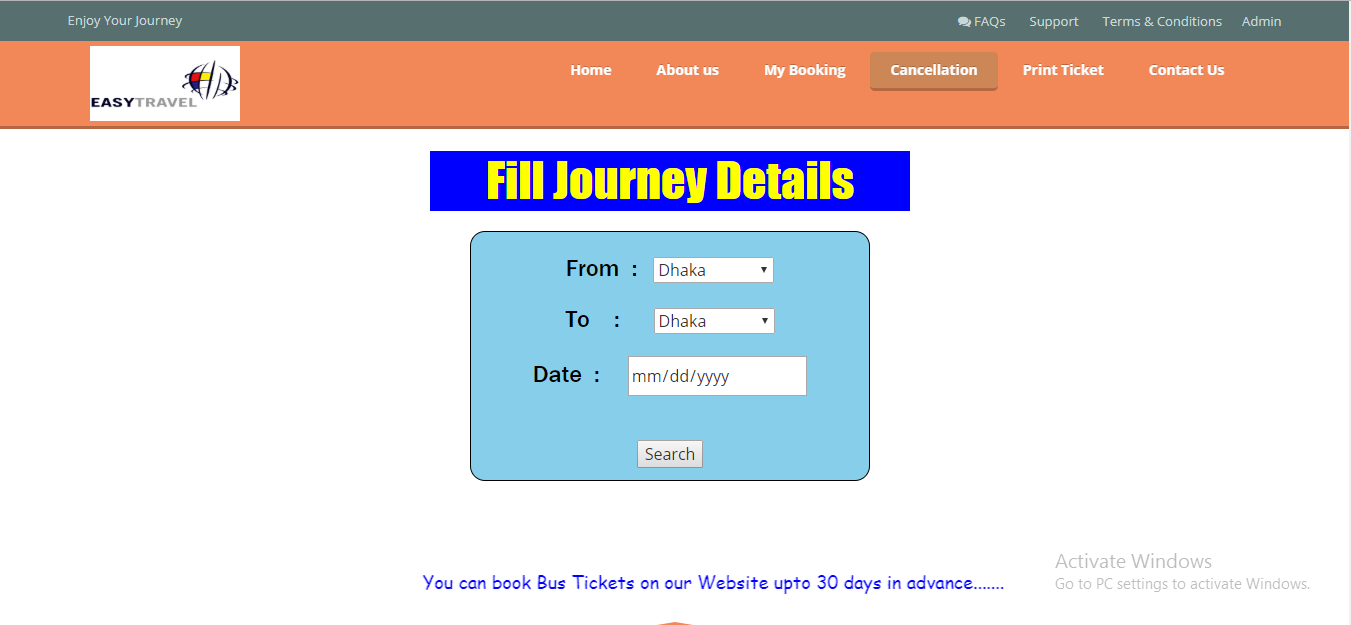 Enjoy Your Journey
FAQs Support Terms & Conditions Admin
EASYTRAVEL
Home About us My Booking Cancellation Print Ticket Contact Us
Fill Journey Details
From : Dhaka
To : Dhaka
Date : mm/dd/yyyy
Search
You can book Bus Tickets on our Website upto 30 days in advance.......
Activate Windows
Go to PC settings to activate Windows.